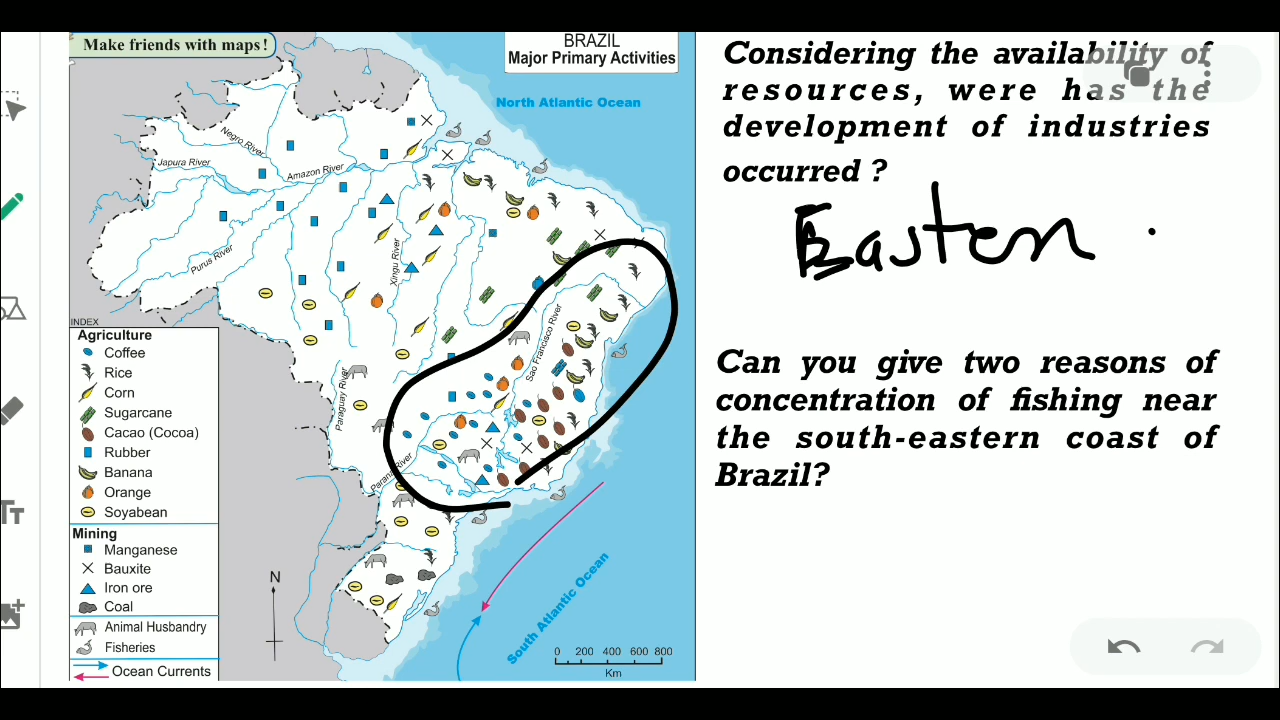 Make friends with maps!
BRAZIL
Major Primary Activities
North Atlantic Ocean
Negro River
Japura River
Amazon River
Purus River
Xingu River
Sao Francisco River
Paraguay River
Parana River
South Atlantic Ocean
INDEX
Agriculture
Coffee
Rice
Corn
Sugarcane
Cacao (Cocoa)
Rubber
Banana
Orange
Soyabean
Mining
Manganese
Bauxite
Iron ore
Coal
Animal Husbandry
Fisheries
Ocean Currents
N
0 200 400 600 800
Km
Considering the availability of
resources, were has the
development of industries
occurred ?
Eastern
Can you give two reasons of
concentration of fishing near
the south-eastern coast of
Brazil?
Tt